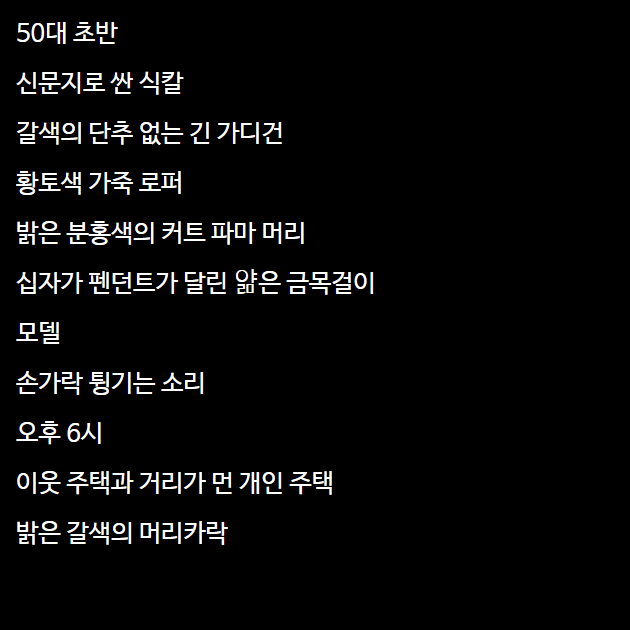 50대 초반
신문지로 싼 식칼
갈색의 단추 없는 긴 가디건
황토색 가죽 로퍼
밝은 분홍색의 커트 파마 머리
십자가 펜던트가 달린 얆은 금목걸이
모델
손가락 튕기는 소리
오후 6시
이웃 주택과 거리가 먼 개인 주택
밝은 갈색의 머리카락